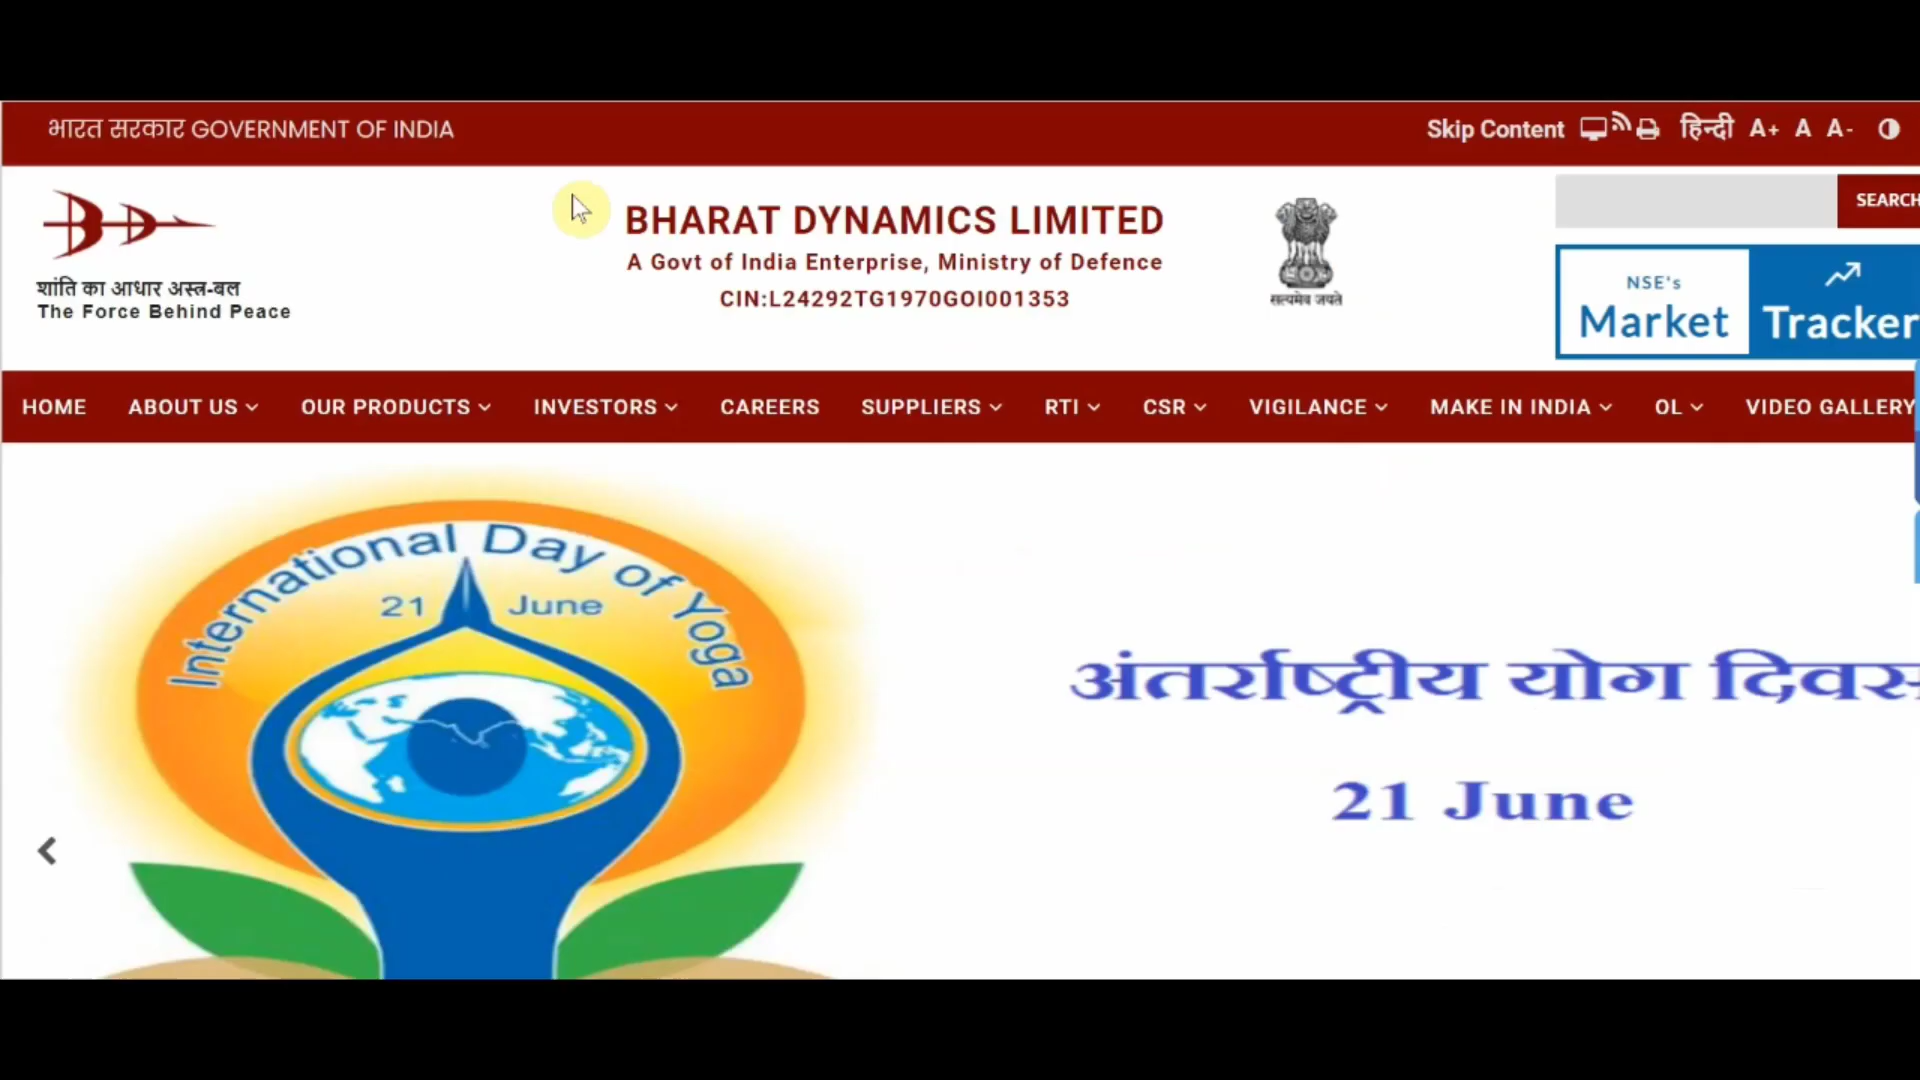 भारत सरकार GOVERNMENT OF INDIA
Skip Content हिन्दी A+ A A-
शांति का आधार अस्त्र-बल
The Force Behind Peace
BHARAT DYNAMICS LIMITED
A Govt of India Enterprise, Ministry of Defence
CIN:L24292TG1970GOI001353
सत्यमेव जयते
SEARCH
NSE's
Market Tracker
HOME ABOUT US OUR PRODUCTS INVESTORS CAREERS SUPPLIERS RTI CSR VIGILANCE MAKE IN INDIA OL VIDEO GALLERY
International Day of Yoga
21 June
अंतर्राष्ट्रीय योग दिवस
21 June